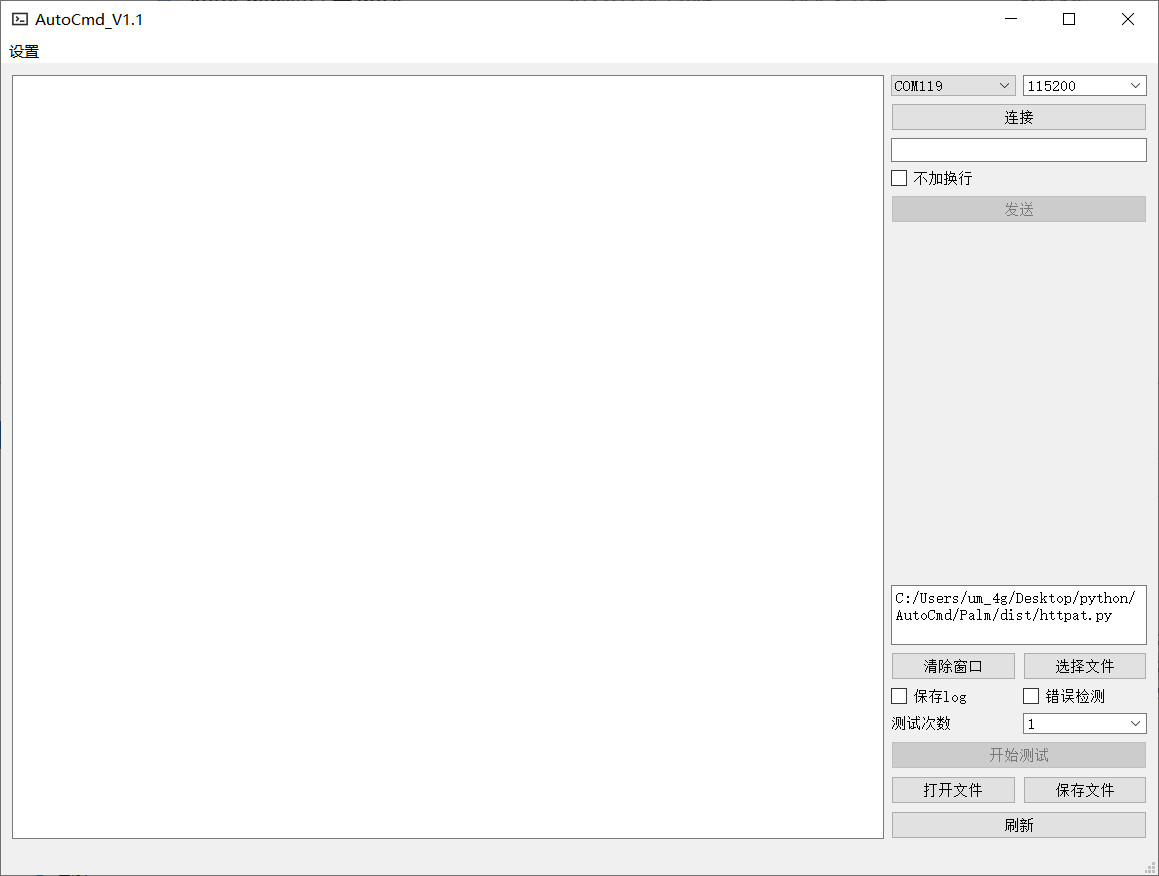 AutoCmd_V1.1
设置
COM119
115200
连接
不加换行
发送
C:/Users/um_4g/Desktop/python/
AutoCmd/Palm/dist/httpat.py
清除窗口
选择文件
保存log
错误检测
测试次数
1
开始测试
打开文件
保存文件
刷新